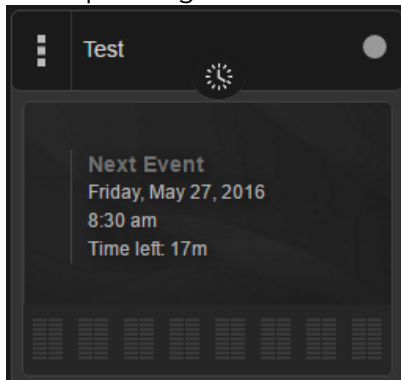 Test
Next Event
Friday, May 27, 2016
8:30 am
Time left: 17m